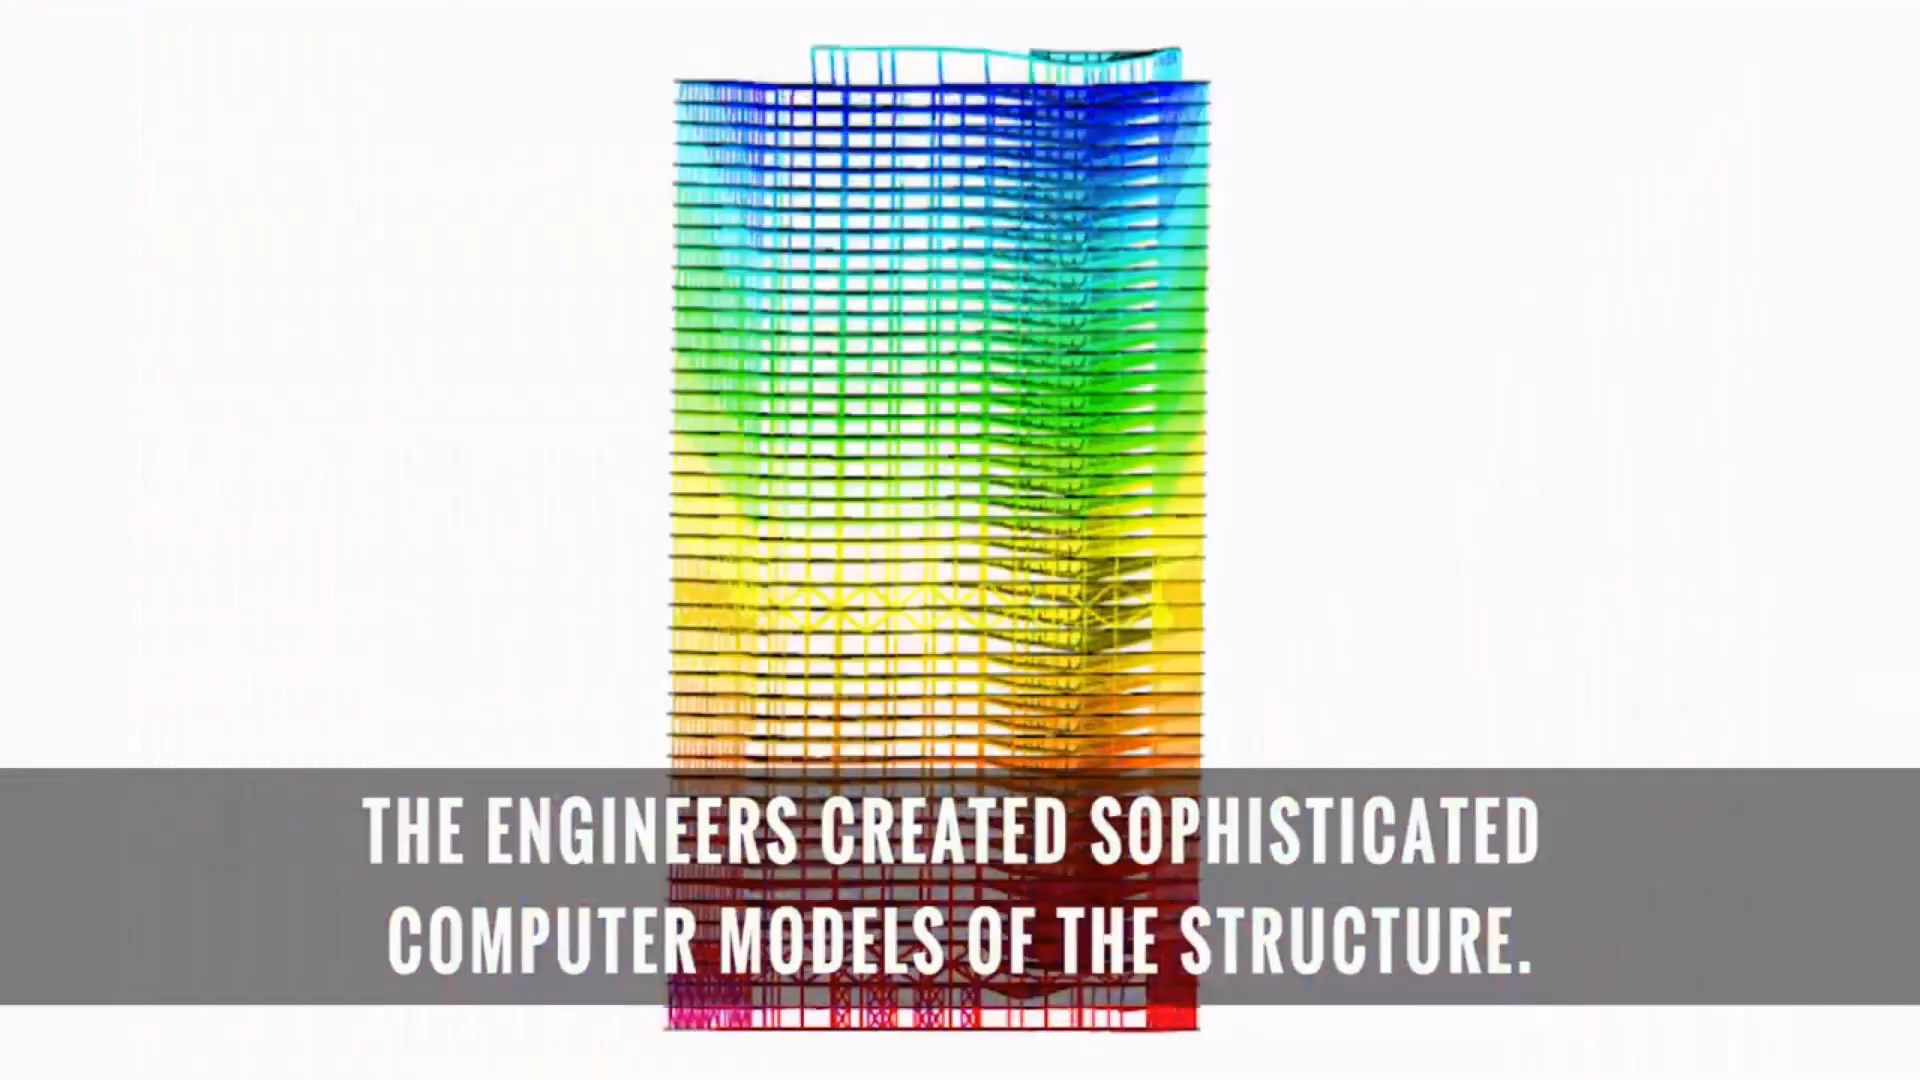 THE ENGINEERS CREATED SOPHISTICATED
COMPUTER MODELS OF THE STRUCTURE.